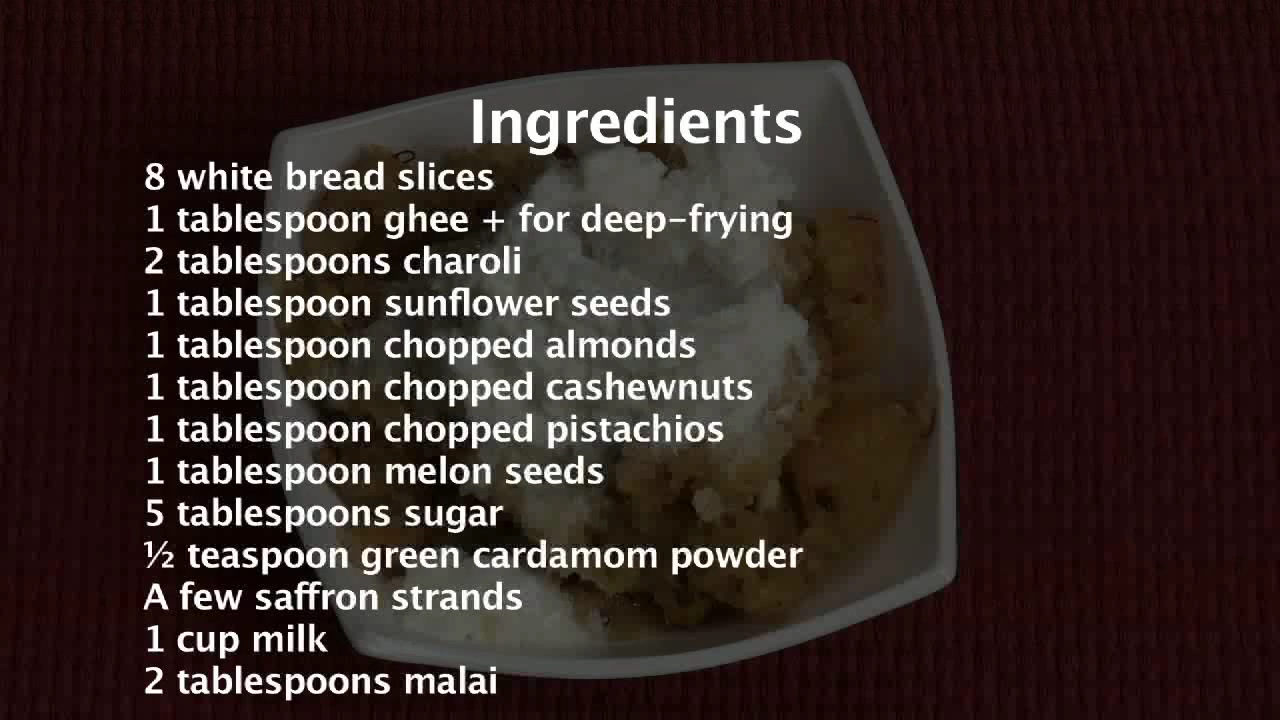 Ingredients
8 white bread slices
1 tablespoon ghee + for deep-frying
2 tablespoons charoli
1 tablespoon sunflower seeds
1 tablespoon chopped almonds
1 tablespoon chopped cashewnuts
1 tablespoon chopped pistachios
1 tablespoon melon seeds
5 tablespoons sugar
½ teaspoon green cardamom powder
A few saffron strands
1 cup milk
2 tablespoons malai